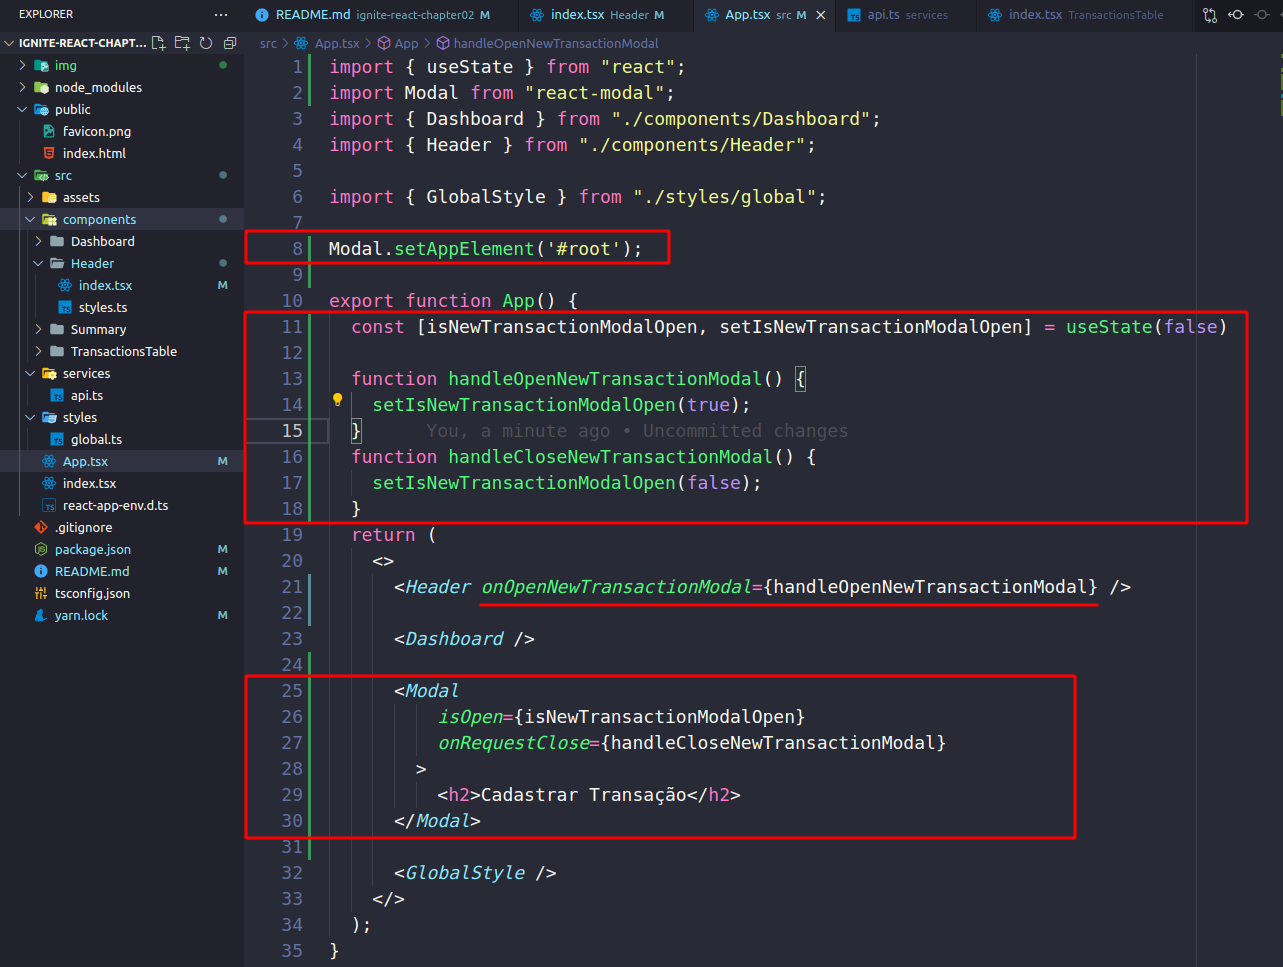 EXPLORER ...
README.md ignite-react-chapter02 M
index.tsx Header M
App.tsx src M
api.ts services
index.tsx TransactionsTable
IGNITE-REACT-CHAPT...
img
node_modules
public
favicon.png
index.html
src
assets
components
Dashboard
Header
index.tsx M
styles.ts
Summary
TransactionsTable
services
api.ts
styles
global.ts
App.tsx M
index.tsx
react-app-env.d.ts
.gitignore
package.json M
README.md M
tsconfig.json
yarn.lock M
src > App.tsx > App > handleOpenNewTransactionModal
1 import { useState } from "react";
2 import Modal from "react-modal";
3 import { Dashboard } from "./components/Dashboard";
4 import { Header } from "./components/Header";
5
6 import { GlobalStyle } from "./styles/global";
7
8 Modal.setAppElement('#root');
9
10 export function App() {
11 const [isNewTransactionModalOpen, setIsNewTransactionModalOpen] = useState(false)
12
13 function handleOpenNewTransactionModal() {
14 setIsNewTransactionModalOpen(true);
15 } You, a minute ago • Uncommitted changes
16 function handleCloseNewTransactionModal() {
17 setIsNewTransactionModalOpen(false);
18 }
19 return (
20 <>
21 <Header onOpenNewTransactionModal={handleOpenNewTransactionModal} />
22
23 <Dashboard />
24
25 <Modal
26 isOpen={isNewTransactionModalOpen}
27 onRequestClose={handleCloseNewTransactionModal}
28 >
29 <h2>Cadastrar Transação</h2>
30 </Modal>
31
32 <GlobalStyle />
33 </>
34 );
35 }